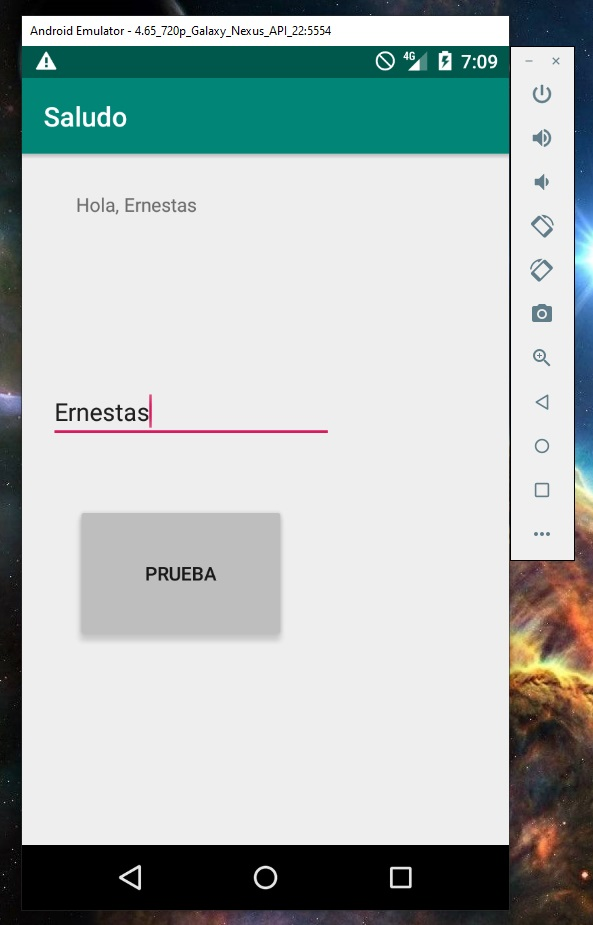 Android Emulator - 4.65_720p_Galaxy_Nexus_API_22:5554
4G 7:09
Saludo
Hola, Ernestas
Ernestas
PRUEBA